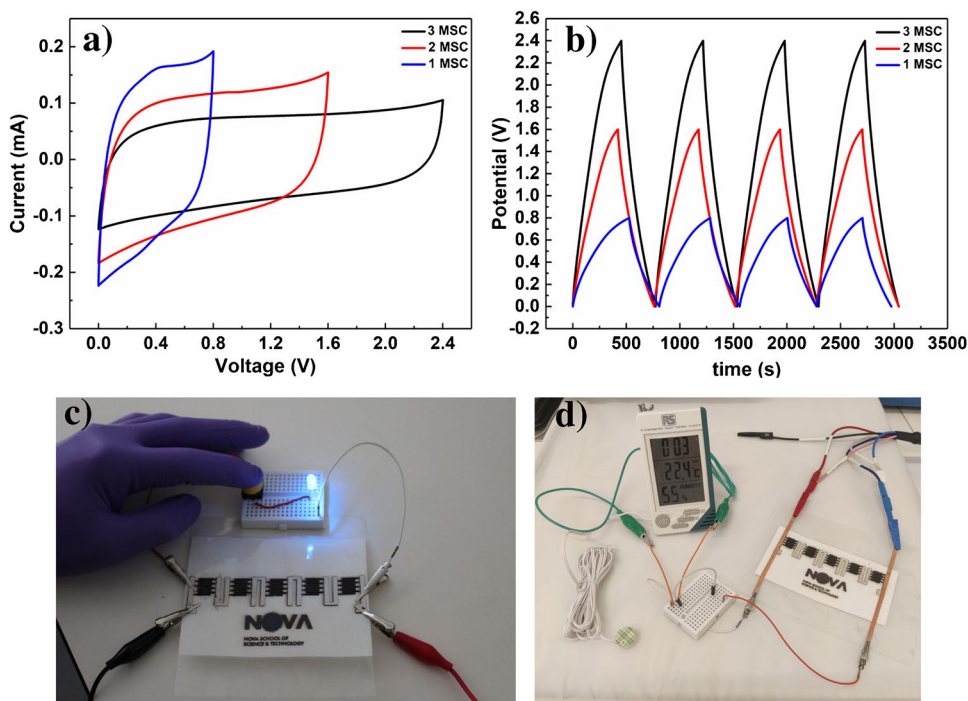 a)
3 MSC
2 MSC
1 MSC
0.2
0.1
0.0
-0.1
-0.2
-0.3
Current (mA)
0.0 0.4 0.8 1.2 1.6 2.0 2.4
Voltage (V)
b)
3 MSC
2 MSC
1 MSC
2.4
2.2
2.0
1.8
1.6
1.4
1.2
1.0
0.8
0.6
0.4
0.2
0.0
-0.2
Potential (V)
0 500 1000 1500 2000 2500 3000 3500
time (s)
c)
NOVA
NOVA SCHOOL OF
SCIENCE & TECHNOLOGY
d)
RS
0:03
22.4°C
HUMIDITY
55 %
NOVA